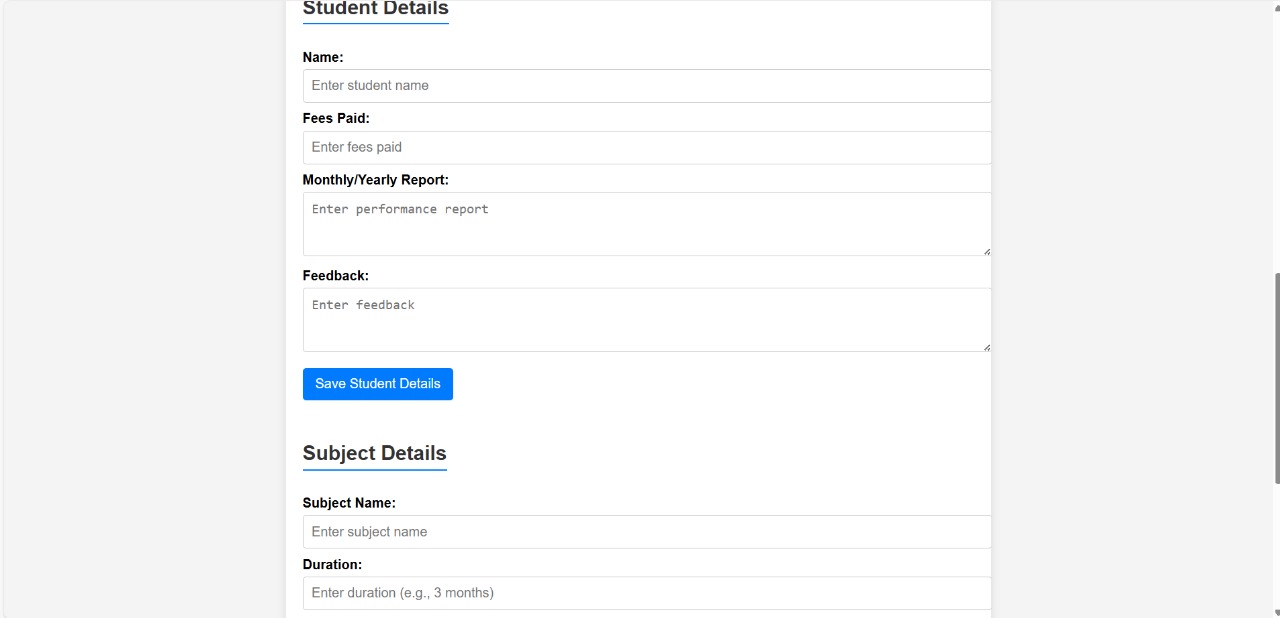 Student Details
Name:
Enter student name
Fees Paid:
Enter fees paid
Monthly/Yearly Report:
Enter performance report
Feedback:
Enter feedback
Save Student Details
Subject Details
Subject Name:
Enter subject name
Duration:
Enter duration (e.g., 3 months)